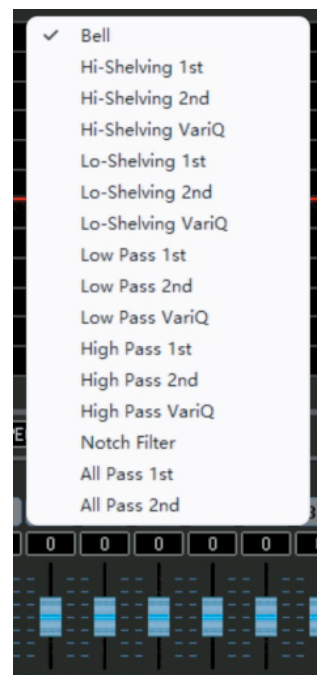 ✓ Bell
Hi-Shelving 1st
Hi-Shelving 2nd
Hi-Shelving VariQ
Lo-Shelving 1st
Lo-Shelving 2nd
Lo-Shelving VariQ
Low Pass 1st
Low Pass 2nd
Low Pass VariQ
High Pass 1st
High Pass 2nd
High Pass VariQ
Notch Filter
All Pass 1st
All Pass 2nd
0 0 0 0 0